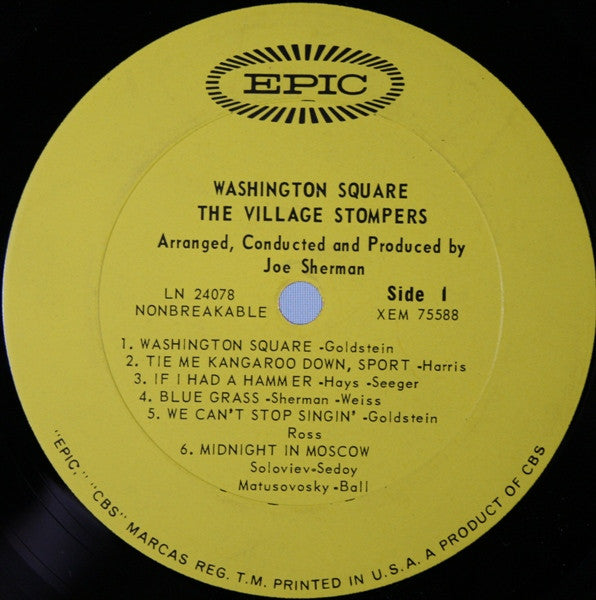 EPIC
WASHINGTON SQUARE
THE VILLAGE STOMPERS
Arranged, Conducted and Produced by
Joe Sherman
LN 24078
NONBREAKABLE
Side 1
XEM 75588
1. WASHINGTON SQUARE -Goldstein
2. TIE ME KANGAROO DOWN, SPORT -Harris
3. IF I HAD A HAMMER -Hays -Seeger
4. BLUE GRASS -Sherman -Weiss
5. WE CAN'T STOP SINGIN' -Goldstein
Ross
6. MIDNIGHT IN MOSCOW
Soloviev-Sedoy
Matusovosky -Ball
"EPIC," "CBS" MARCAS REG. T.M. PRINTED IN U.S.A. A PRODUCT OF CBS